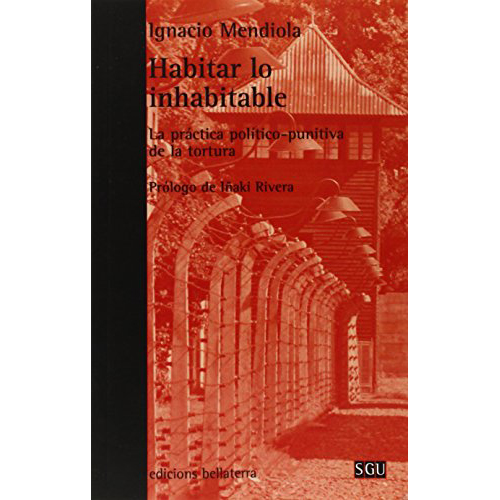 Ignacio Mendiola
Habitar lo
inhabitable
La práctica político-punitiva
de la tortura
Prólogo de Iñaki Rivera
edicions bellaterra
SGU